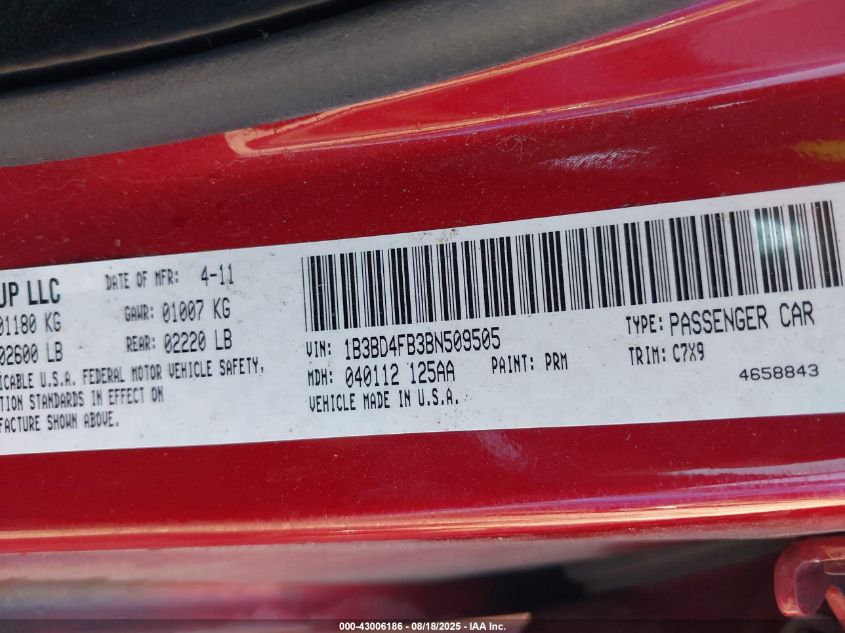 UP LLC
DATE OF MFR: 4-11
01180 KG
GAWR: 01007 KG
02600 LB
REAR: 02220 LB
ICABLE U.S.A. FEDERAL MOTOR VEHICLE SAFETY,
TION STANDARDS IN EFFECT ON
FACTURE SHOWN ABOVE.
VIN: 1B3BD4FB3BN509505
TYPE: PASSENGER CAR
MDH: 040112 125AA
PAINT: PRM
TRIM: C7X9
VEHICLE MADE IN U.S.A.
4658843
000-43006186 - 08/18/2025 - IAA Inc.